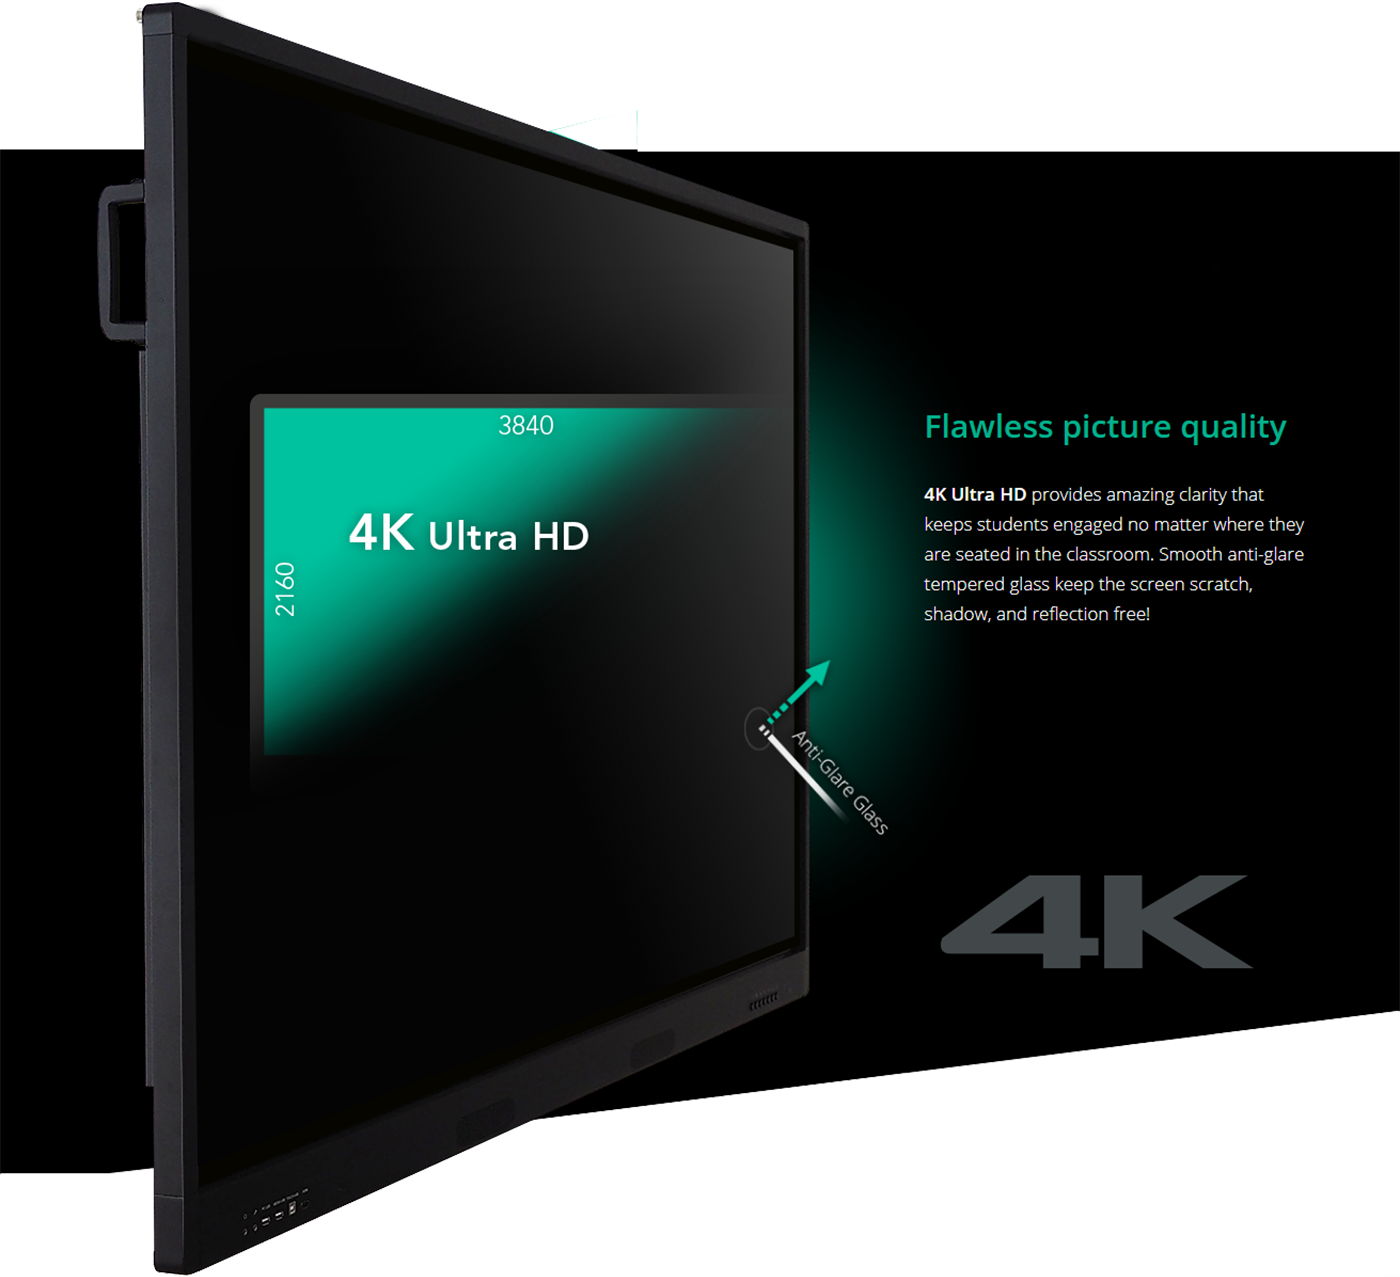 3840
4K Ultra HD
2160
Flawless picture quality
4K Ultra HD provides amazing clarity that
keeps students engaged no matter where they
are seated in the classroom. Smooth anti-glare
tempered glass keep the screen scratch,
shadow, and reflection free!
Anti-Glare Glass
4K